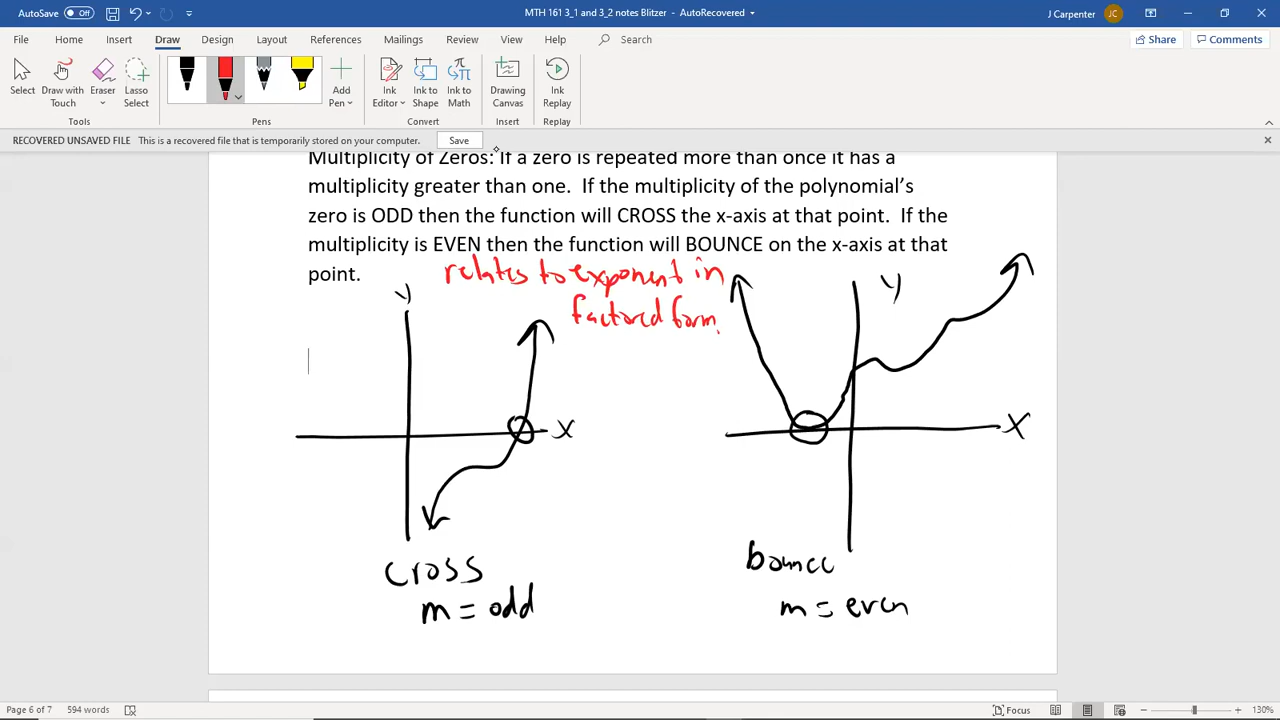 AutoSave Off MTH 161 3_1 and 3_2 notes Blitzer - AutoRecovered J Carpenter JC
File Home Insert Draw Design Layout References Mailings Review View Help Search Share Comments
Select Draw with Touch Eraser Lasso Select Add Pen Ink Editor Ink to Shape Ink to Math Drawing Canvas Ink Replay
Tools Pens Convert Insert Replay
RECOVERED UNSAVED FILE This is a recovered file that is temporarily stored on your computer. Save
Multiplicity of Zeros: If a zero is repeated more than once it has a
multiplicity greater than one. If the multiplicity of the polynomial's
zero is ODD then the function will CROSS the x-axis at that point. If the
multiplicity is EVEN then the function will BOUNCE on the x-axis at that
point.
relates to exponent in
factored form.
y
y
x
x
cross
m = odd
bounce
m = even
Page 6 of 7 594 words Focus 130%